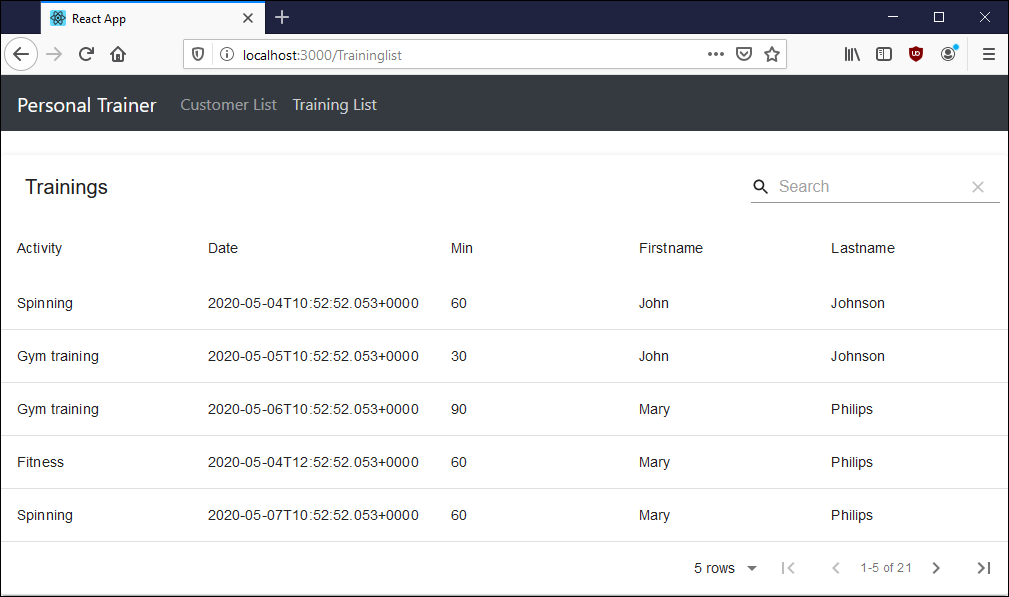 React App
localhost:3000/Traininglist
Personal Trainer Customer List Training List
Trainings Search
Activity Date Min Firstname Lastname
Spinning 2020-05-04T10:52:52.053+0000 60 John Johnson
Gym training 2020-05-05T10:52:52.053+0000 30 John Johnson
Gym training 2020-05-06T10:52:52.053+0000 90 Mary Philips
Fitness 2020-05-04T12:52:52.053+0000 60 Mary Philips
Spinning 2020-05-07T10:52:52.053+0000 60 Mary Philips
5 rows 1-5 of 21